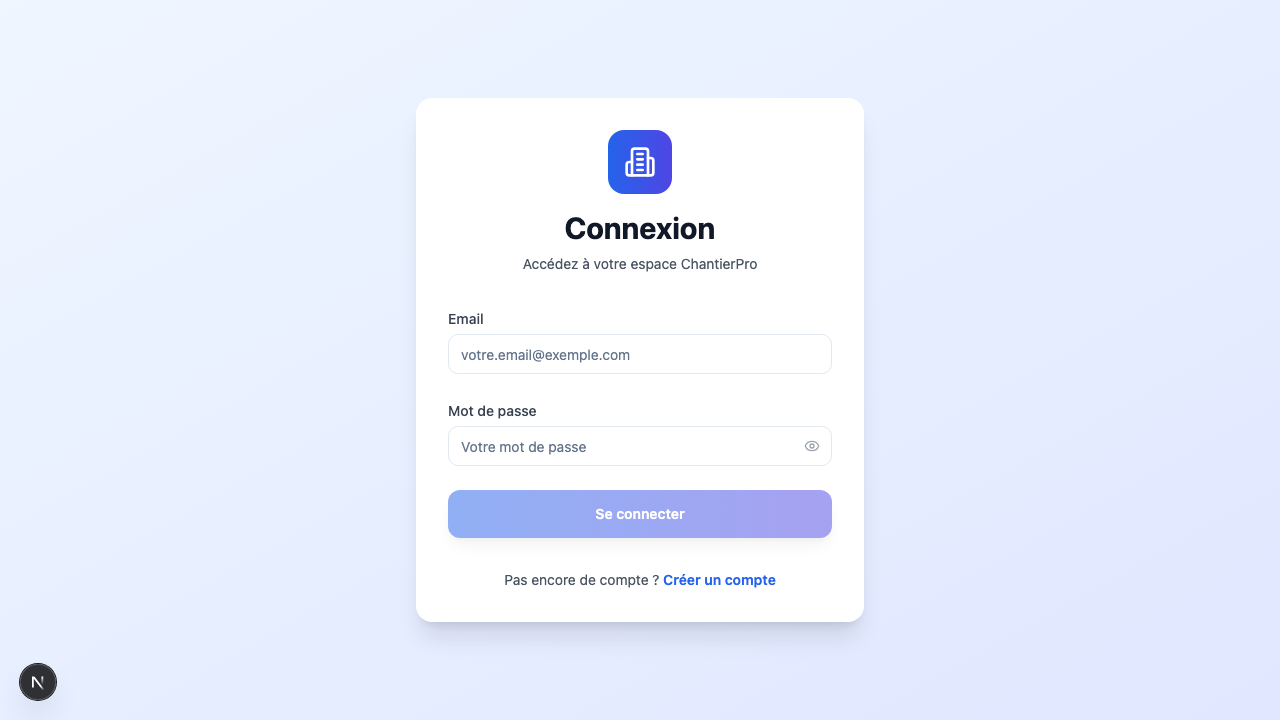 Connexion
Accédez à votre espace ChantierPro
Email
votre.email@exemple.com
Mot de passe
Votre mot de passe
Se connecter
Pas encore de compte ? Créer un compte
N